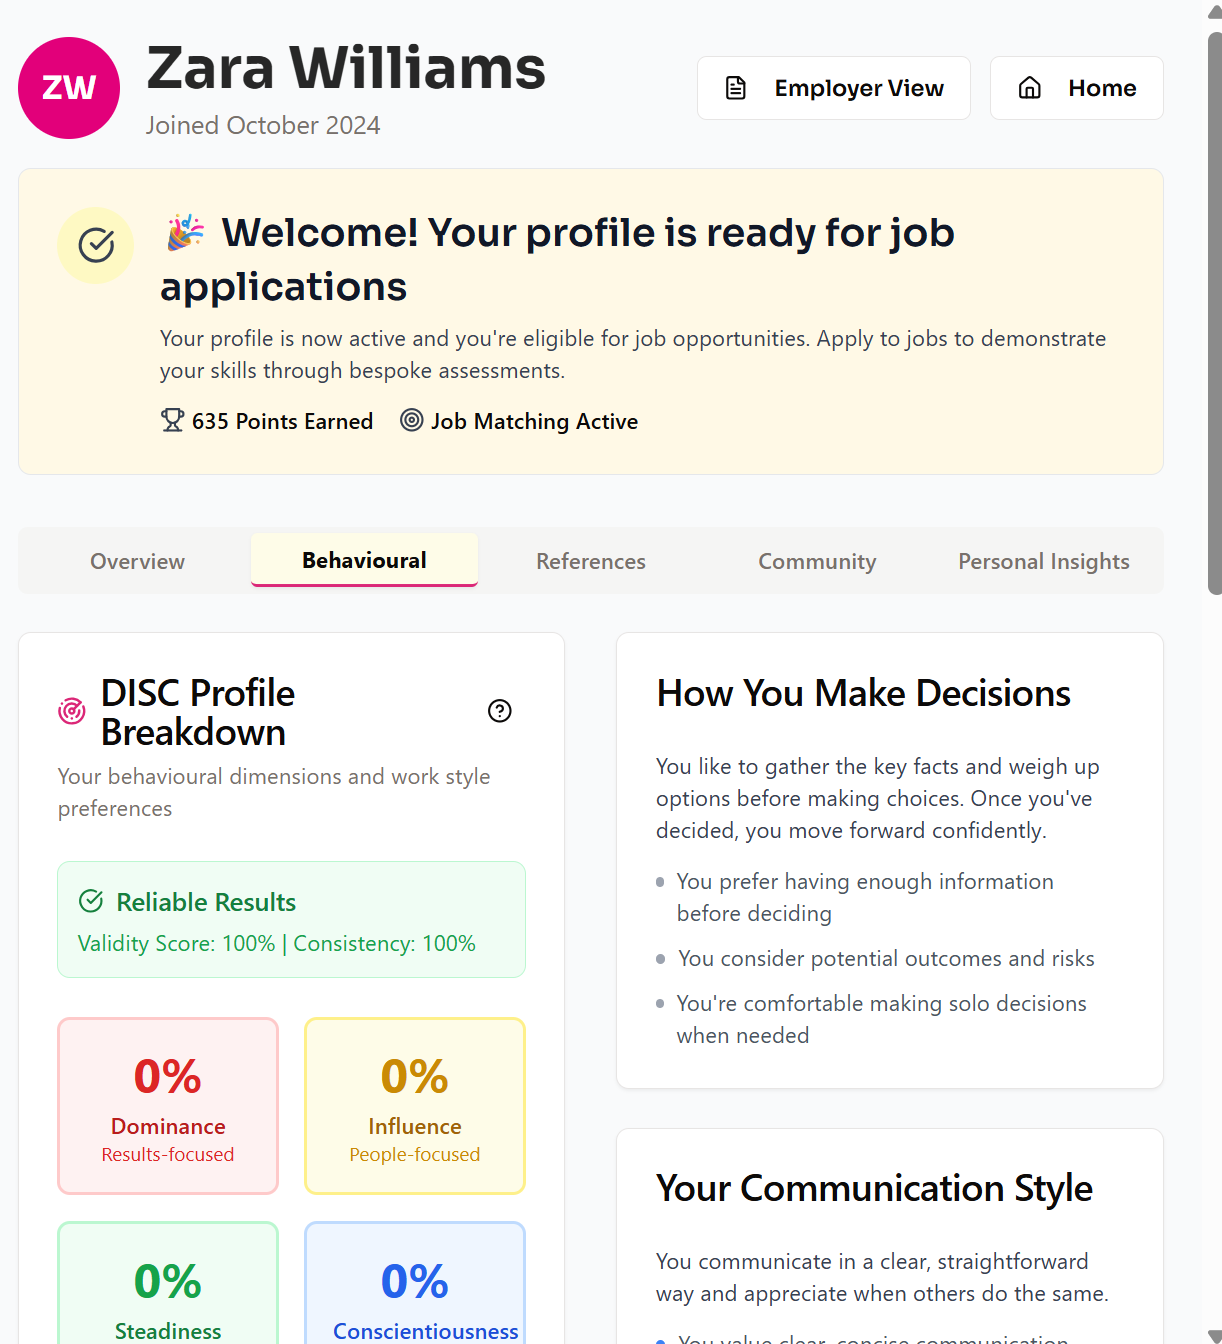 ZW
Zara Williams
Joined October 2024
Employer View
Home
🎉 Welcome! Your profile is ready for job
applications
Your profile is now active and you're eligible for job opportunities. Apply to jobs to demonstrate
your skills through bespoke assessments.
635 Points Earned
Job Matching Active
Overview
Behavioural
References
Community
Personal Insights
DISC Profile
Breakdown
Your behavioural dimensions and work style
preferences
Reliable Results
Validity Score: 100% | Consistency: 100%
0%
Dominance
Results-focused
0%
Influence
People-focused
0%
Steadiness
0%
Conscientiousness
How You Make Decisions
You like to gather the key facts and weigh up
options before making choices. Once you've
decided, you move forward confidently.
You prefer having enough information
before deciding
You consider potential outcomes and risks
You're comfortable making solo decisions
when needed
Your Communication Style
You communicate in a clear, straightforward
way and appreciate when others do the same.
You value clear, concise communication